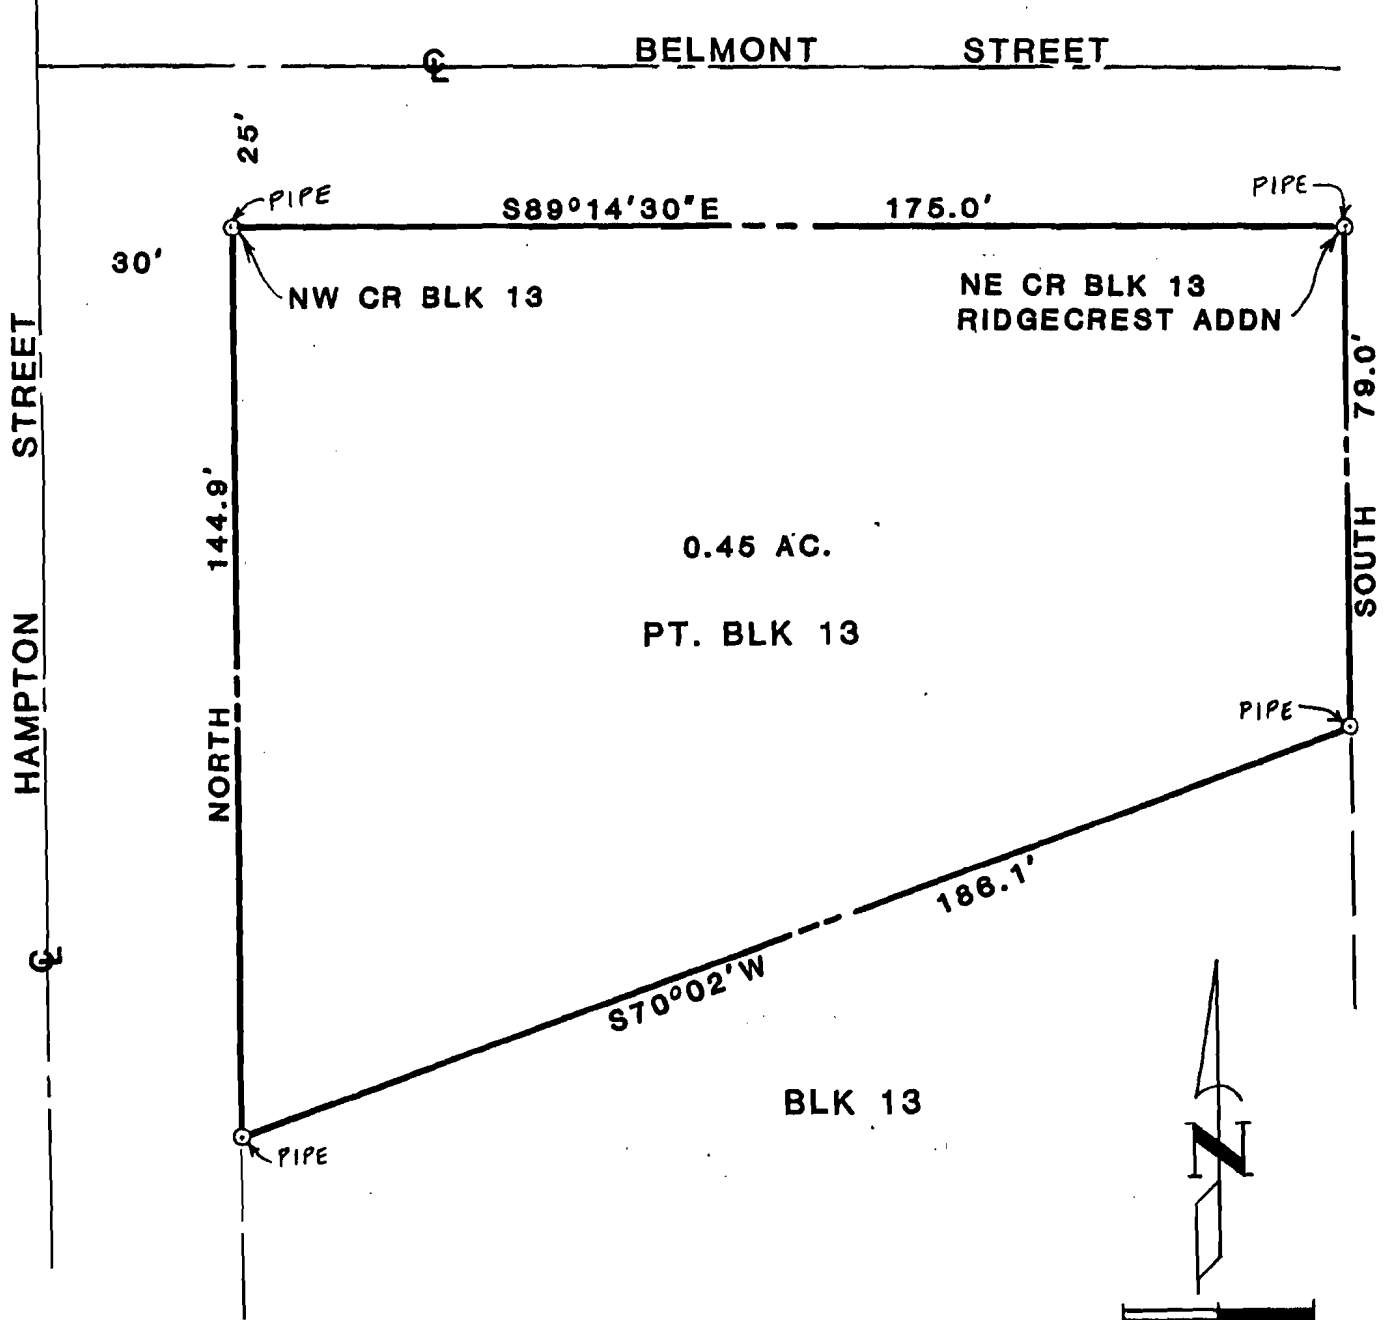 BELMONT STREET
℄
25'
PIPE
S89°14'30"E 175.0'
PIPE
30'
NW CR BLK 13
NE CR BLK 13
RIDGECREST ADDN
HAMPTON STREET
℄
NORTH 144.9'
SOUTH 79.0'
0.45 AC.
PT. BLK 13
PIPE
S70°02'W 186.1'
BLK 13
PIPE
N